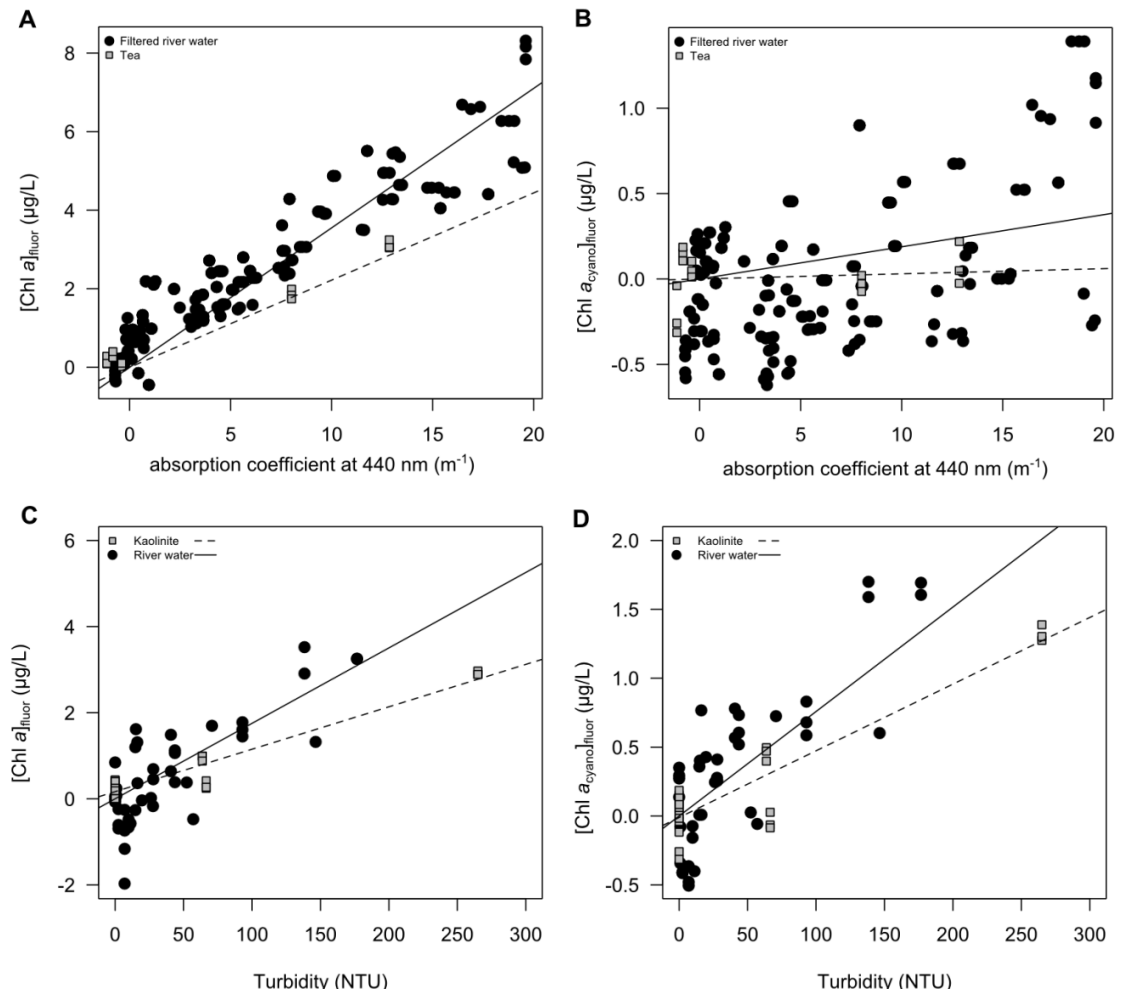 A
Filtered river water
Tea
8
6
4
2
0
[Chl a]fluor (µg/L)
0 5 10 15 20
absorption coefficient at 440 nm (m-1)
B
Filtered river water
Tea
1.0
0.5
0.0
-0.5
[Chl acyano]fluor (µg/L)
0 5 10 15 20
absorption coefficient at 440 nm (m-1)
C
Kaolinite
River water
6
4
2
0
-2
[Chl a]fluor (µg/L)
0 50 100 150 200 250 300
Turbidity (NTU)
D
Kaolinite
River water
2.0
1.5
1.0
0.5
0.0
-0.5
[Chl acyano]fluor (µg/L)
0 50 100 150 200 250 300
Turbidity (NTU)